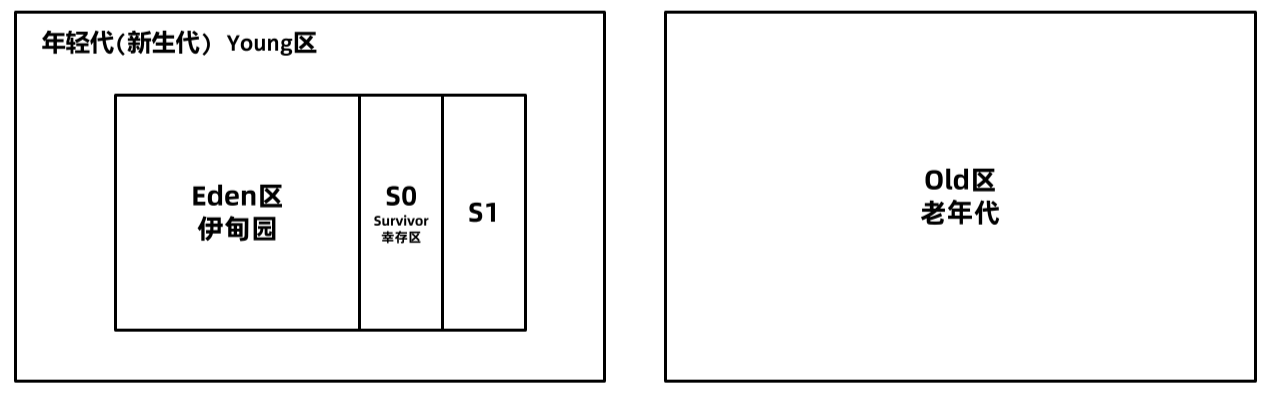 年轻代(新生代) Young区
Eden区
伊甸园
S0
Survivor
幸存区
S1
Old区
老年代